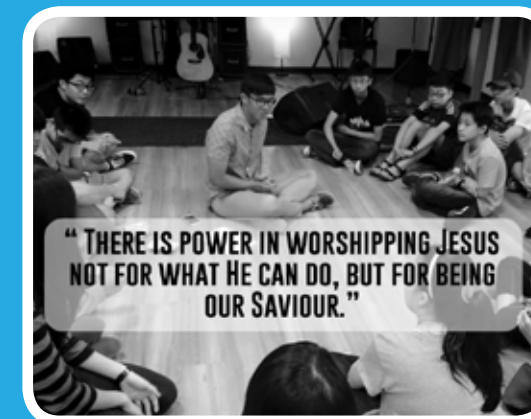 “ THERE IS POWER IN WORSHIPPING JESUS
NOT FOR WHAT HE CAN DO, BUT FOR BEING
OUR SAVIOUR.”